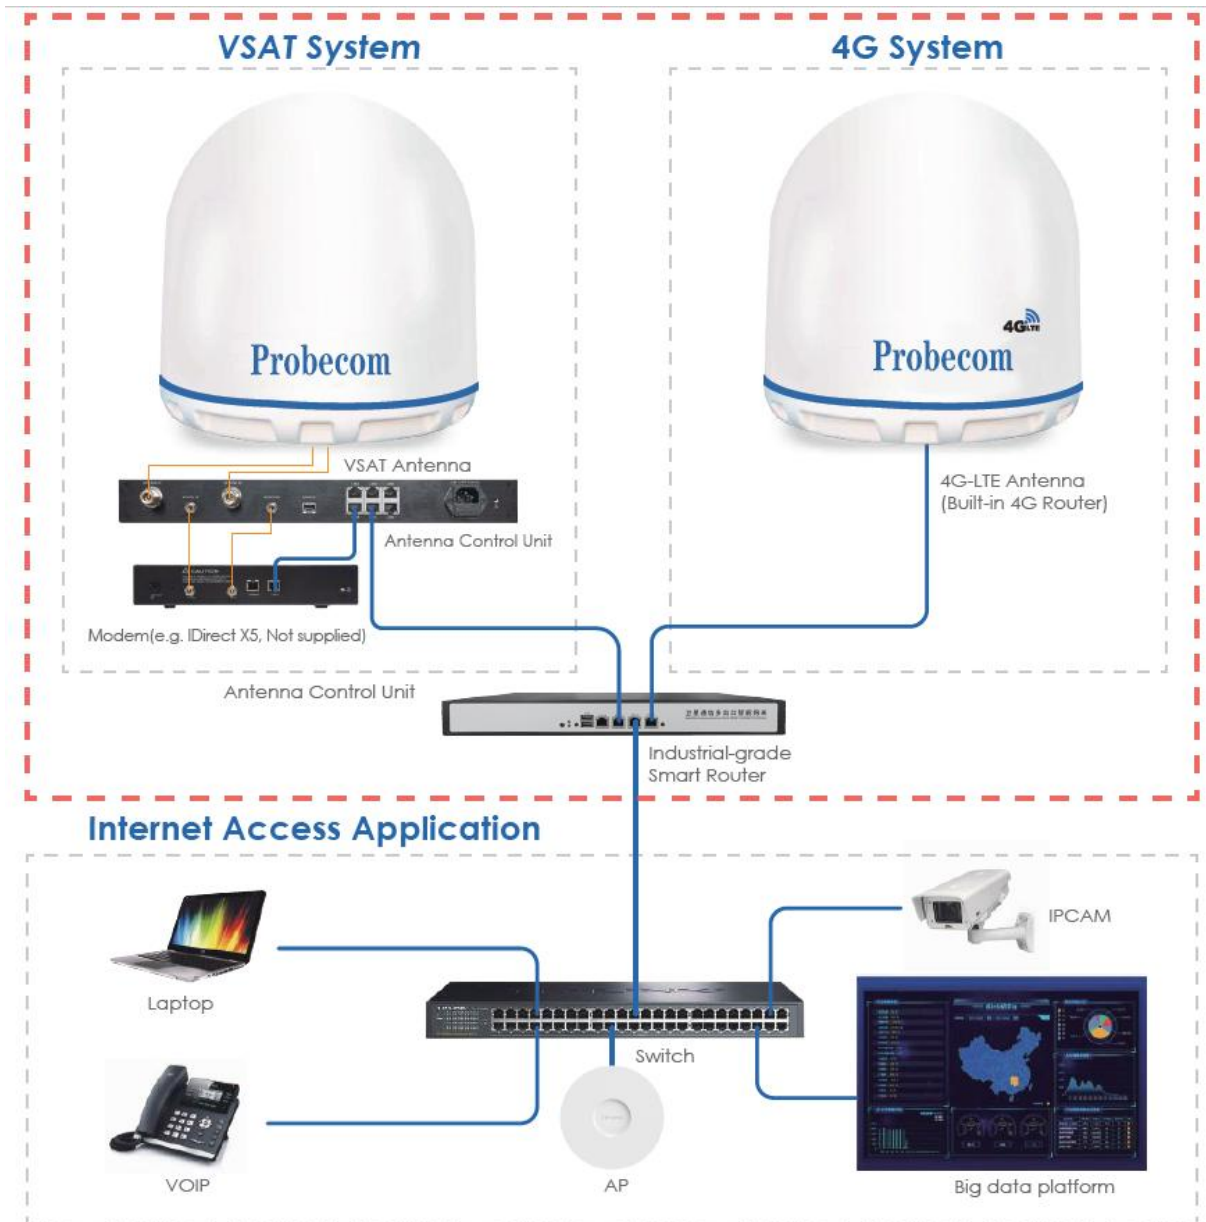 VSAT System
4G System
Probecom
4G LTE
Probecom
VSAT Antenna
4G-LTE Antenna
(Built-in 4G Router)
Antenna Control Unit
CAUTION
Modem(e.g. IDirect X5, Not supplied)
Antenna Control Unit
Industrial-grade
Smart Router
Internet Access Application
IPCAM
Laptop
Switch
VOIP
AP
Big data platform